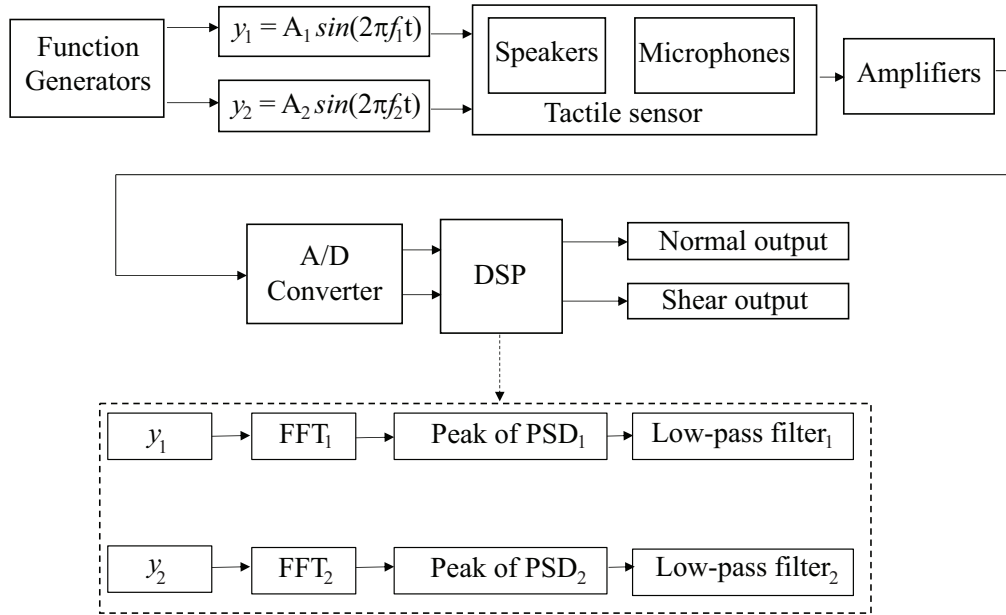 Function
Generators
y₁ = A₁ sin(2πf₁t)
y₂ = A₂ sin(2πf₂t)
Speakers
Microphones
Tactile sensor
Amplifiers
A/D
Converter
DSP
Normal output
Shear output
y₁
FFT₁
Peak of PSD₁
Low-pass filter₁
y₂
FFT₂
Peak of PSD₂
Low-pass filter₂